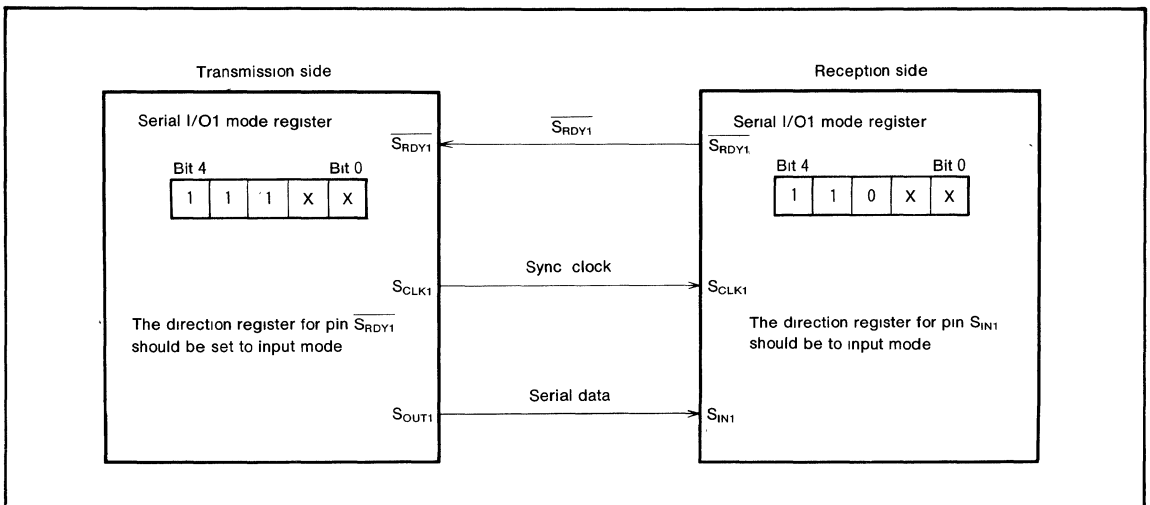 Transmission side
Serial I/O1 mode register
Bit 4 Bit 0
1 1 1 X X
The direction register for pin S̅R̅D̅Y̅1̅
should be set to input mode
S̅R̅D̅Y̅1̅
SCLK1
SOUT1
S̅R̅D̅Y̅1̅
Sync clock
Serial data
Reception side
Serial I/O1 mode register
S̅R̅D̅Y̅1̅
Bit 4 Bit 0
1 1 0 X X
SCLK1
The direction register for pin SIN1
should be to input mode
SIN1